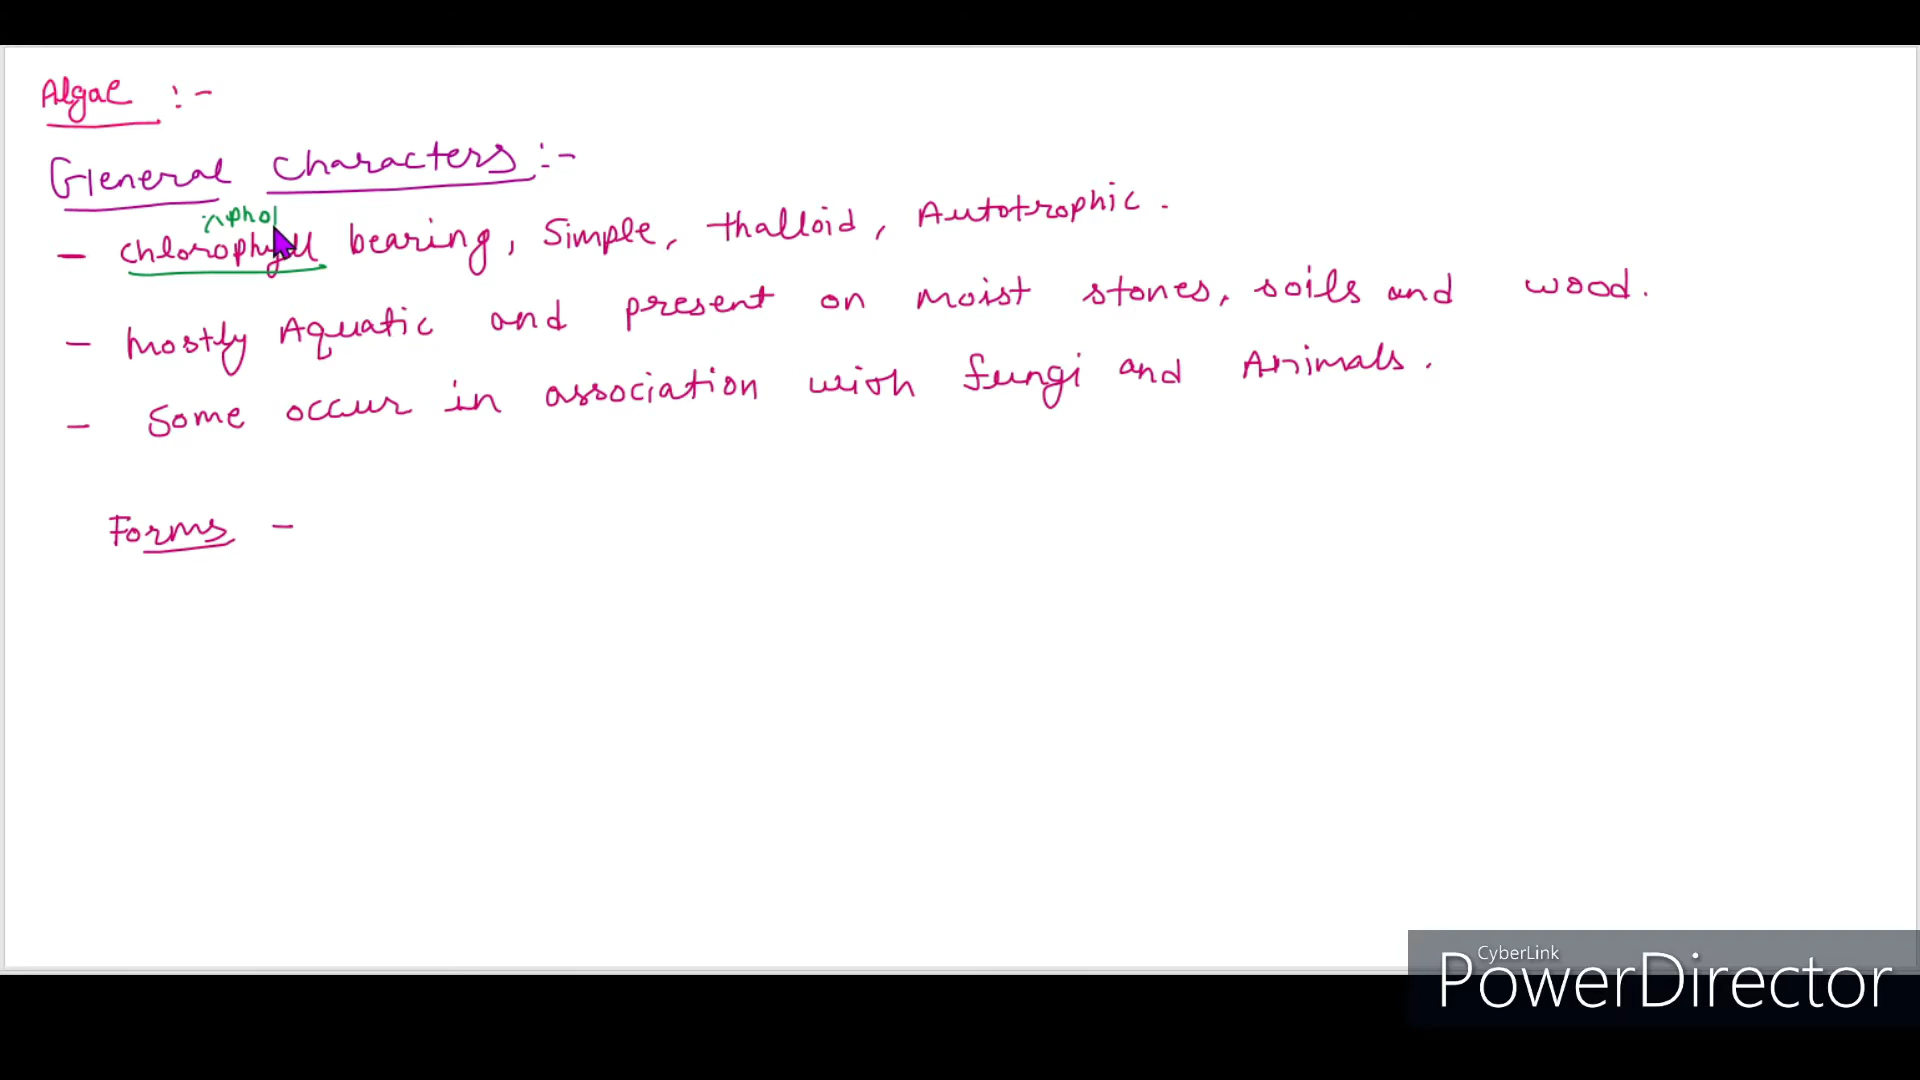 Algae :-
General Characters :-
- chlorophyll bearing, Simple, thalloid, Autotrophic.
- Mostly Aquatic and present on moist stones, soils and wood.
- Some occur in association with fungi and Animals.
Forms -
CyberLink
PowerDirector